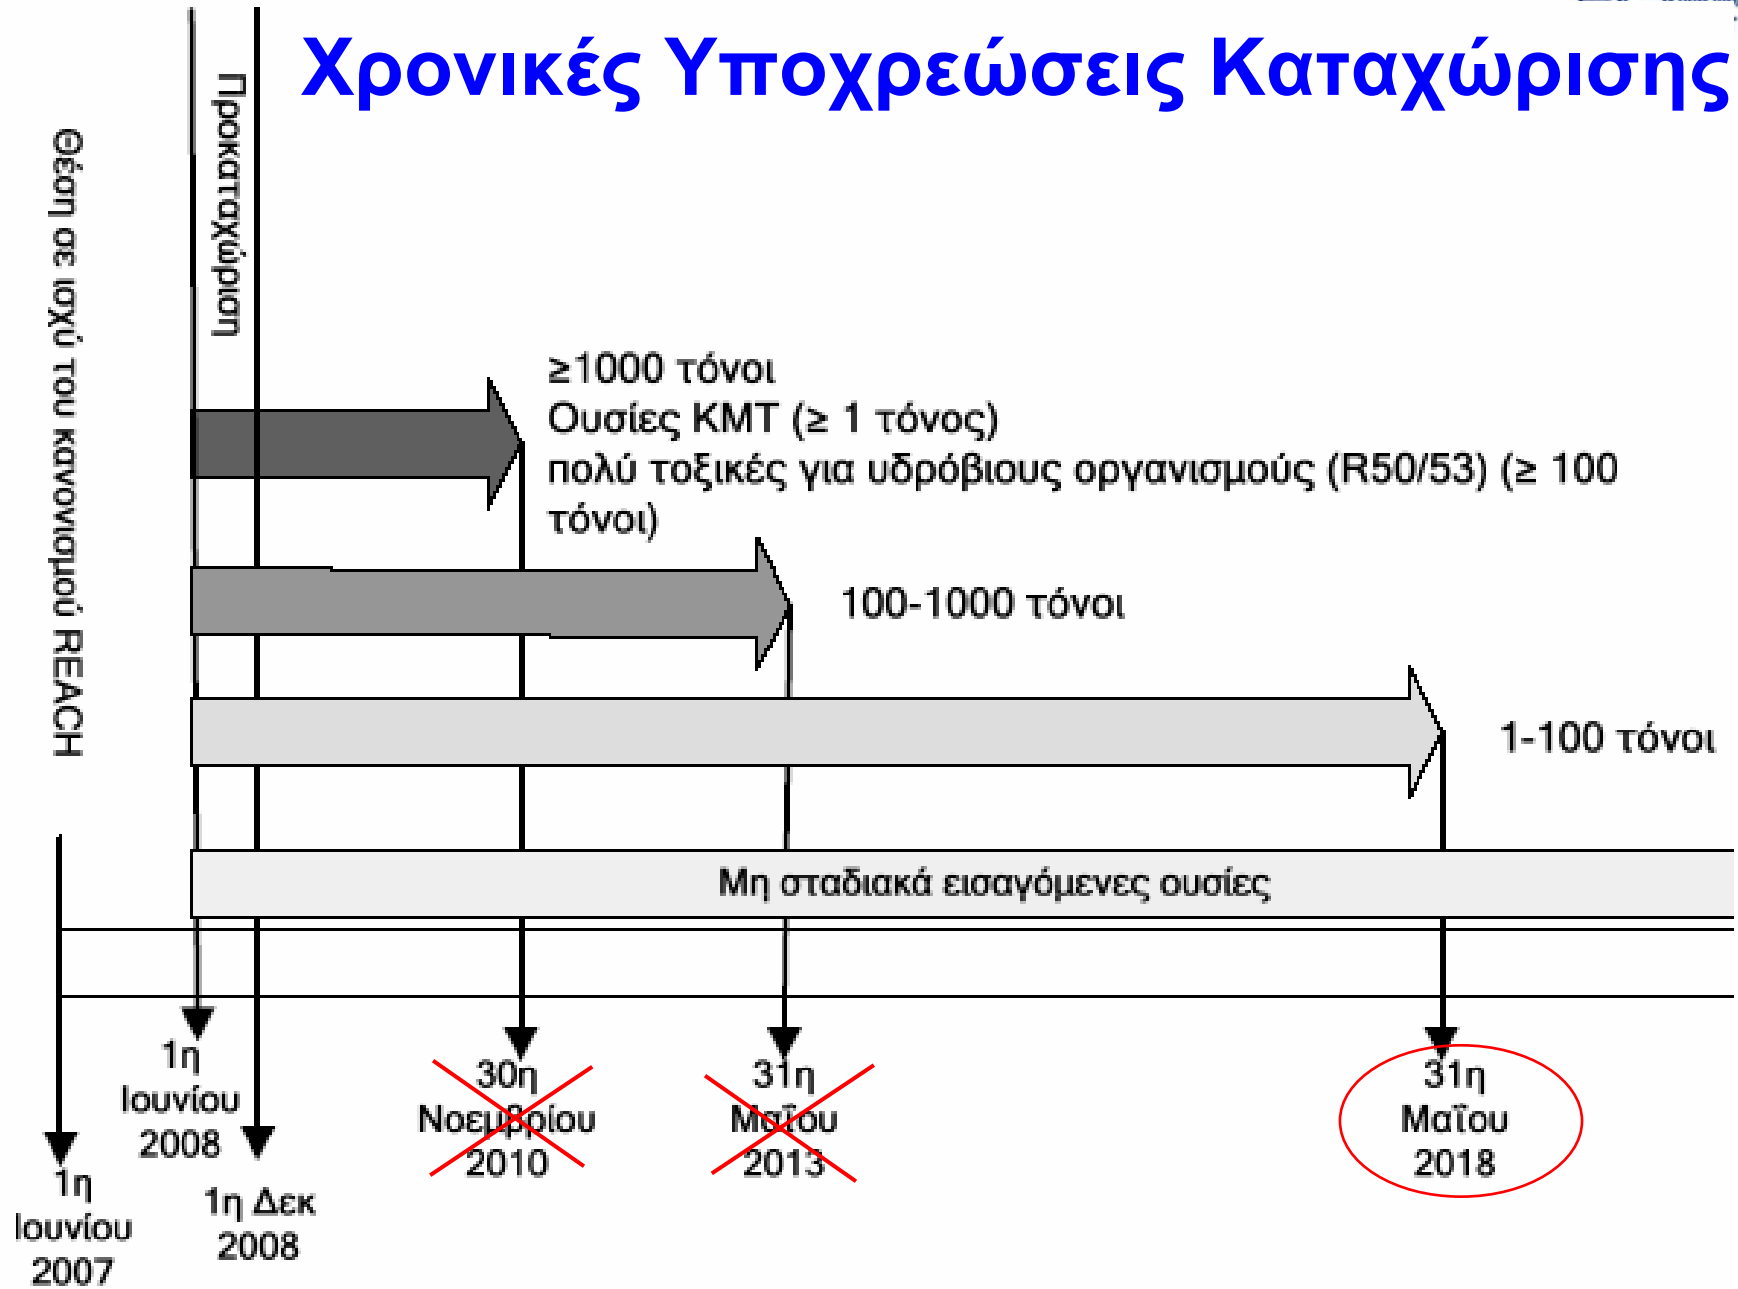 Χρονικές Υποχρεώσεις Καταχώρισης
Θέση σε ισχύ του κανονισμού REACH
Προκαταχώριση
≥1000 τόνοι
Ουσίες ΚΜΤ (≥ 1 τόνος)
πολύ τοξικές για υδρόβιους οργανισμούς (R50/53) (≥ 100
τόνοι)
100-1000 τόνοι
1-100 τόνοι
Μη σταδιακά εισαγόμενες ουσίες
1η
Ιουνίου
2007
1η
Ιουνίου
2008
1η Δεκ
2008
30η
Νοεμβρίου
2010
31η
Μαΐου
2013
31η
Μαΐου
2018